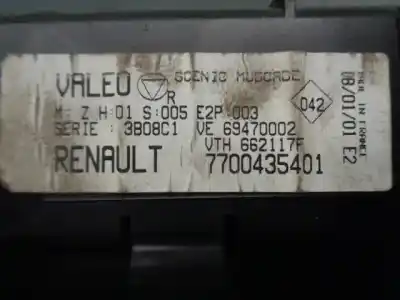 VALEO R SCENIC MUSCADE
M: Z H:01 S:005 E2P 003
042
SERIE : 3B08C1 VE 69470002
VTH 662117F
RENAULT 7700435401
08/01/01 E2
MADE IN FRANCE